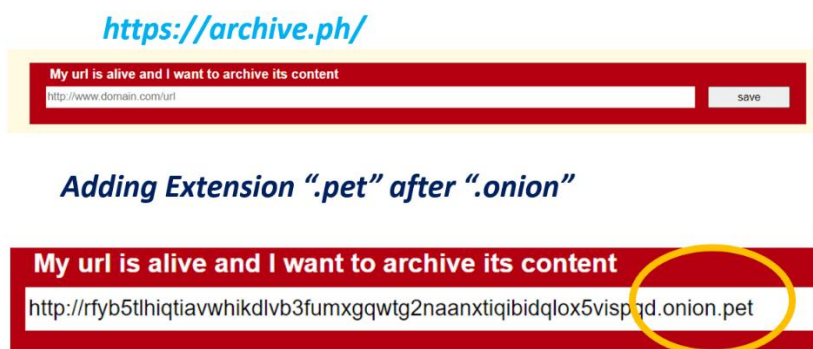 https://archive.ph/
My url is alive and I want to archive its content
http://www.domain.com/url
save
Adding Extension “.pet” after “.onion”
My url is alive and I want to archive its content
http://rfyb5tlhiqtiavwhikdlvb3fumxgqwtg2naanxtiqibidqlox5vispqd.onion.pet